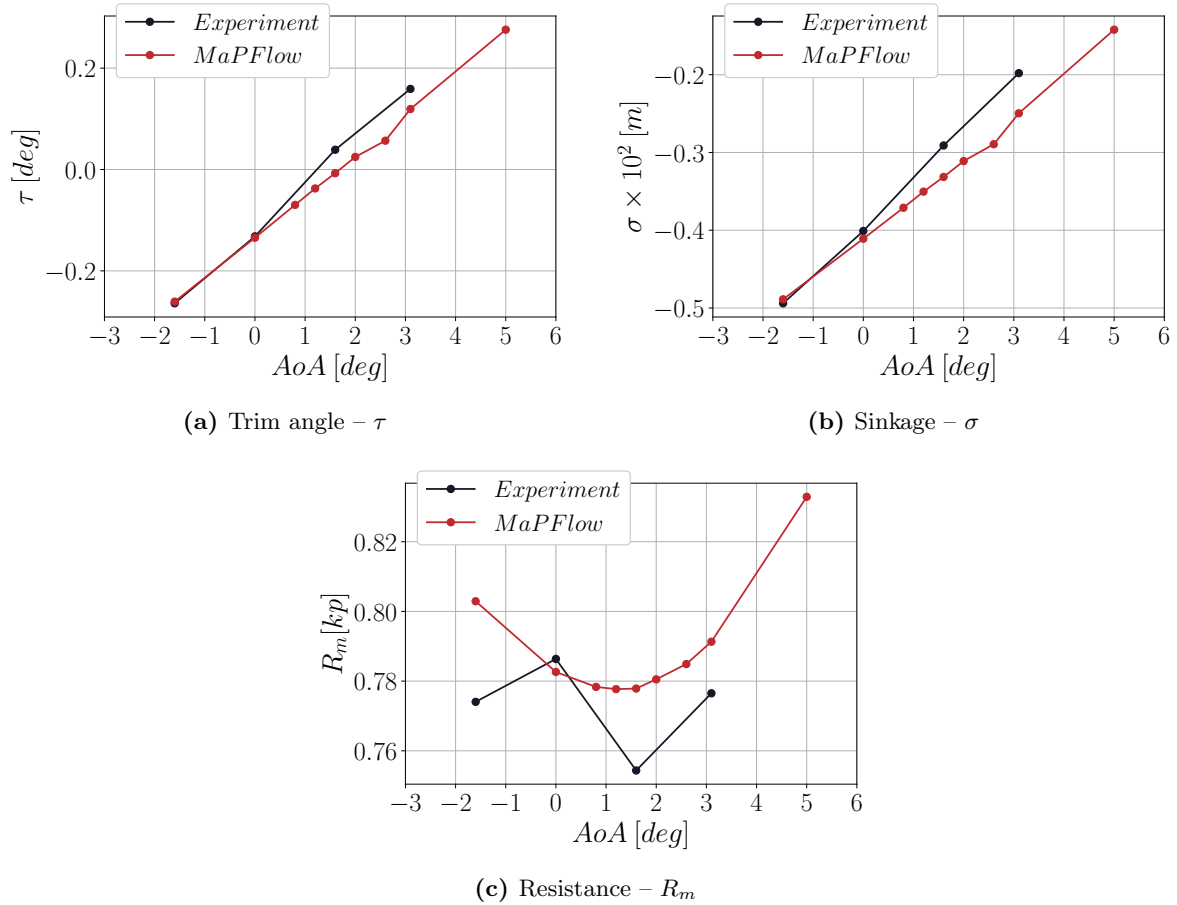 Experiment
MaPFlow
0.2
0.0
−0.2
τ [deg]
−3 −2 −1 0 1 2 3 4 5 6
AoA [deg]
(a) Trim angle – τ
Experiment
MaPFlow
−0.2
−0.3
−0.4
−0.5
σ × 10² [m]
−3 −2 −1 0 1 2 3 4 5 6
AoA [deg]
(b) Sinkage – σ
Experiment
MaPFlow
0.82
0.80
0.78
0.76
R_m[kp]
−3 −2 −1 0 1 2 3 4 5 6
AoA [deg]
(c) Resistance – R_m